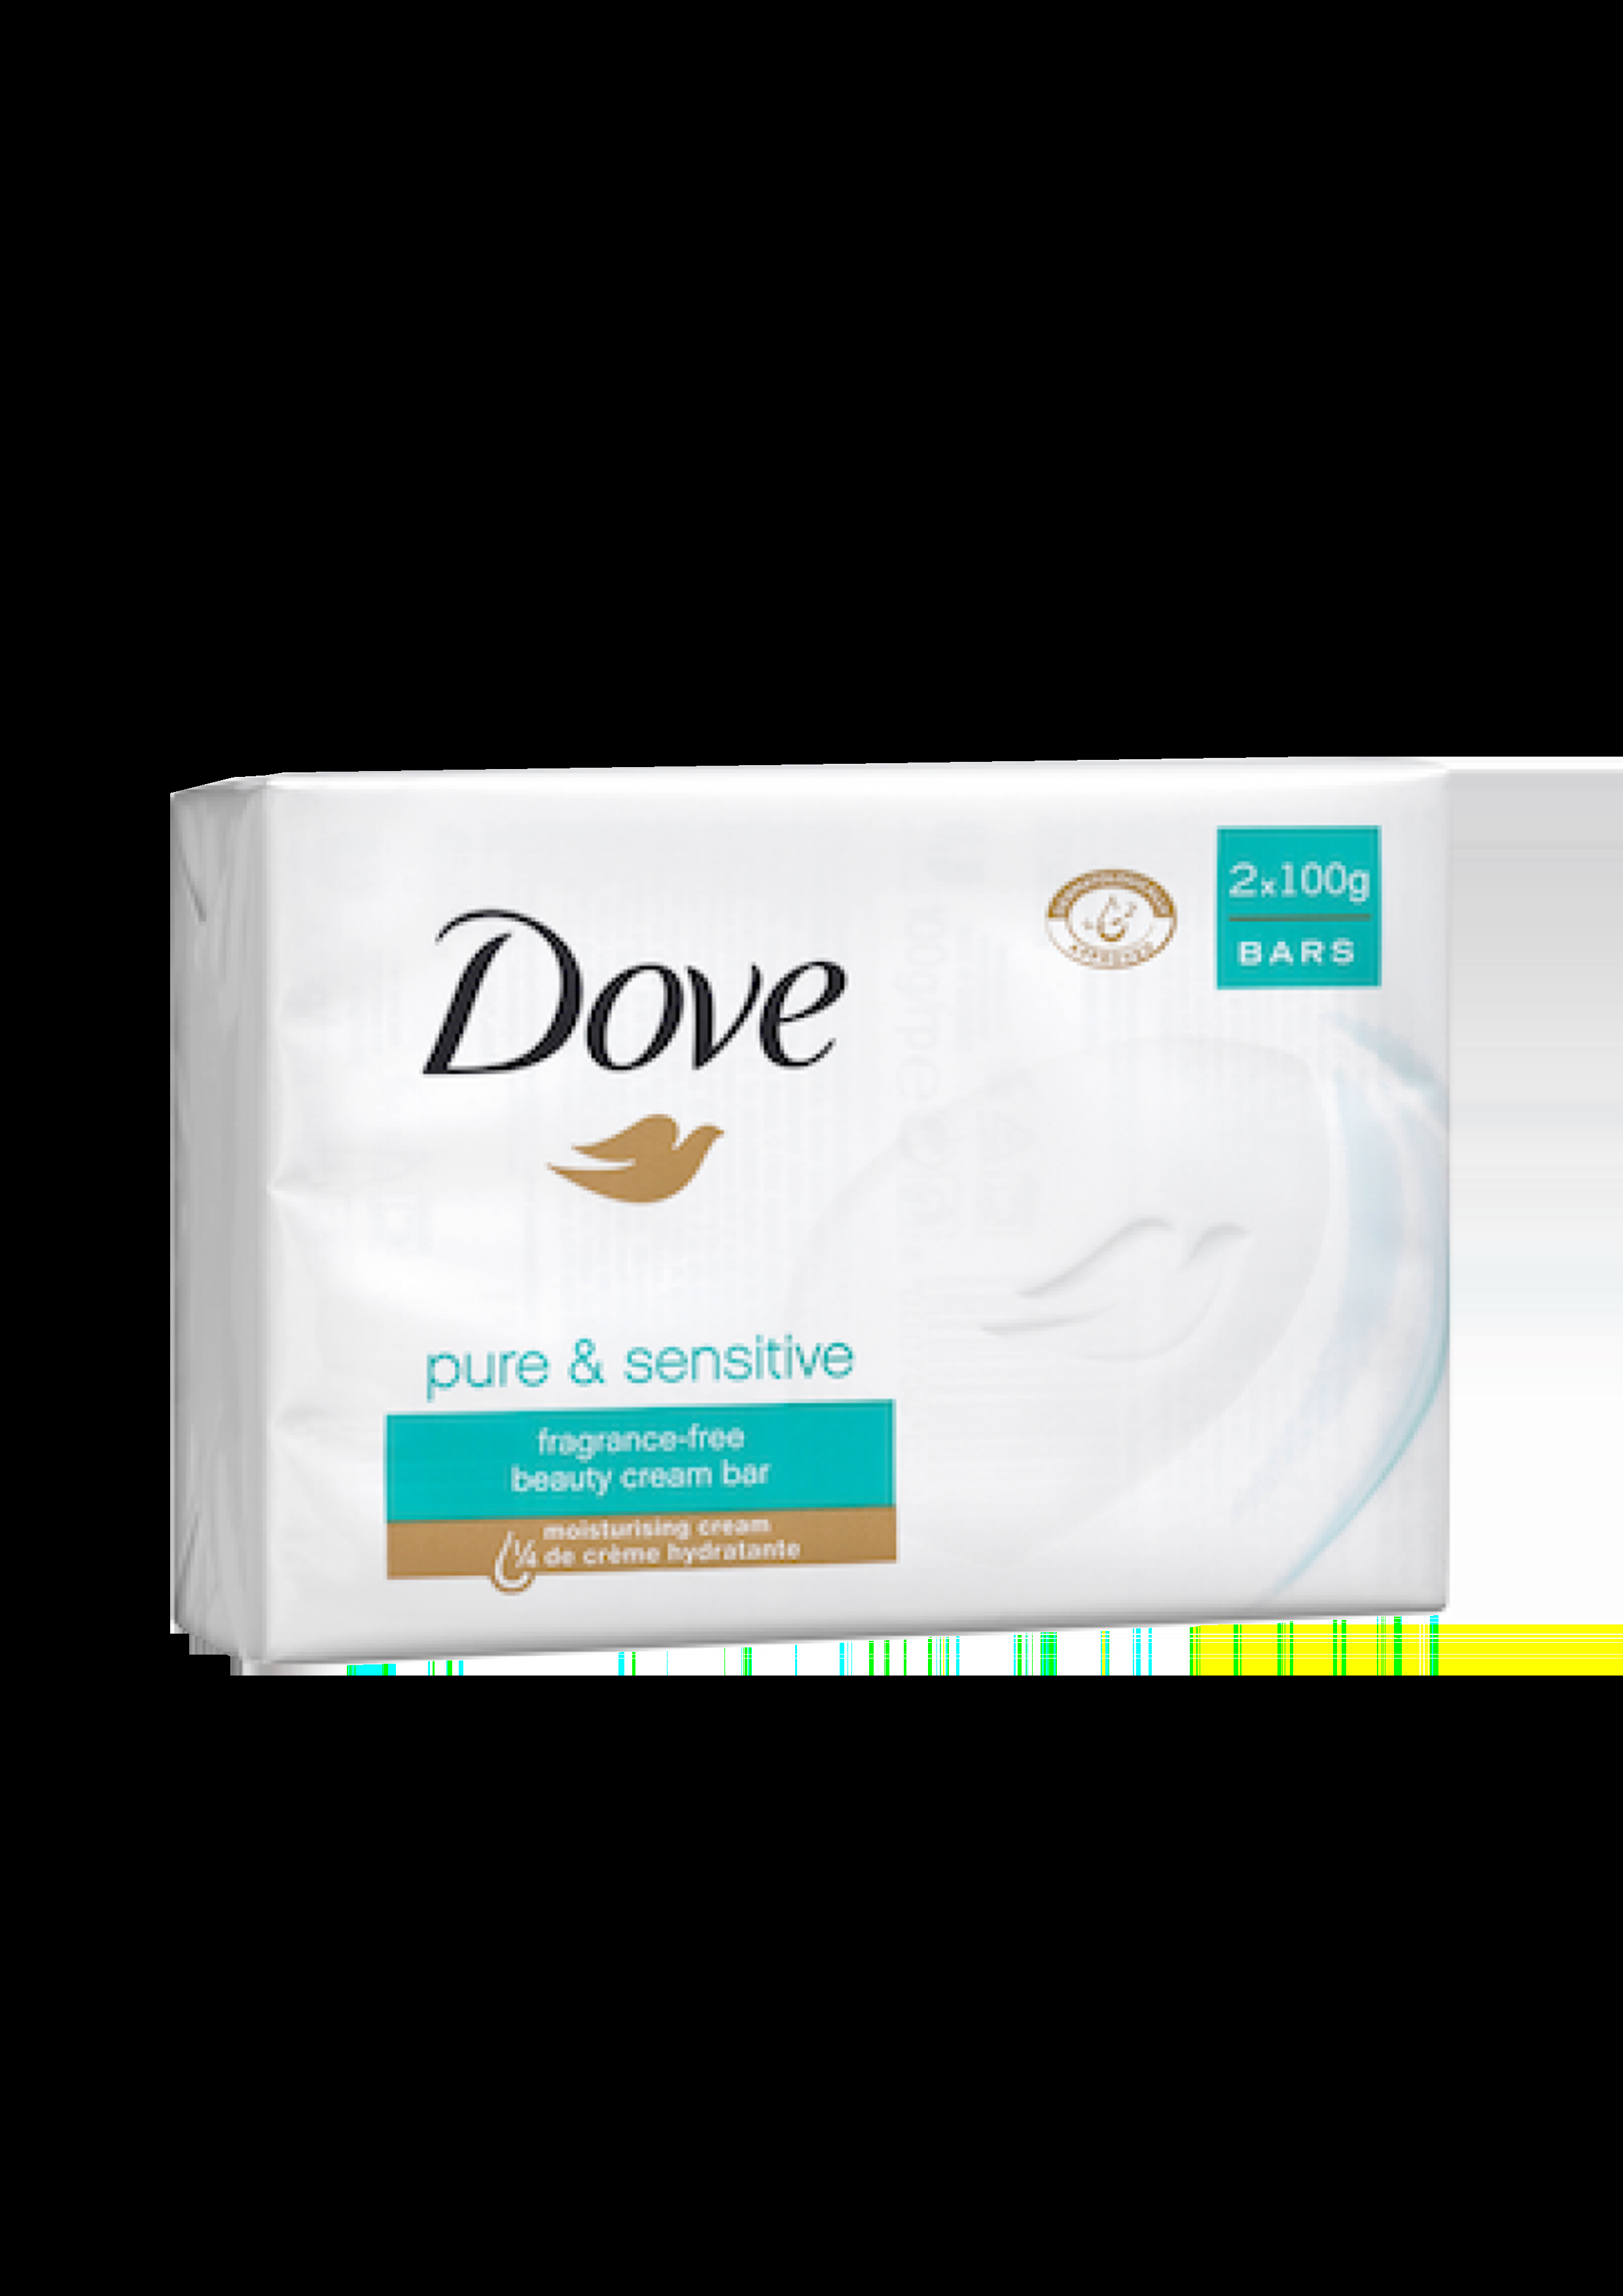 Dove
2x100g
BARS
pure & sensitive
fragrance-free
beauty cream bar
1/4 moisturising cream
de crème hydratante